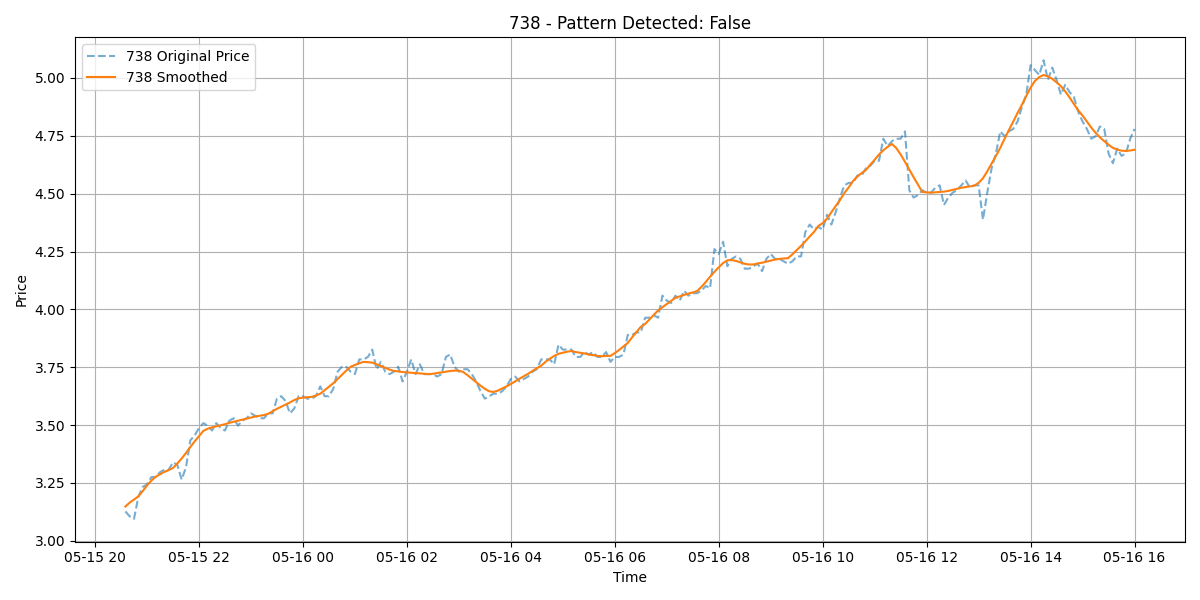 738 - Pattern Detected: False
738 Original Price
738 Smoothed
Price
5.00
4.75
4.50
4.25
4.00
3.75
3.50
3.25
3.00
05-15 20 05-15 22 05-16 00 05-16 02 05-16 04 05-16 06 05-16 08 05-16 10 05-16 12 05-16 14 05-16 16
Time